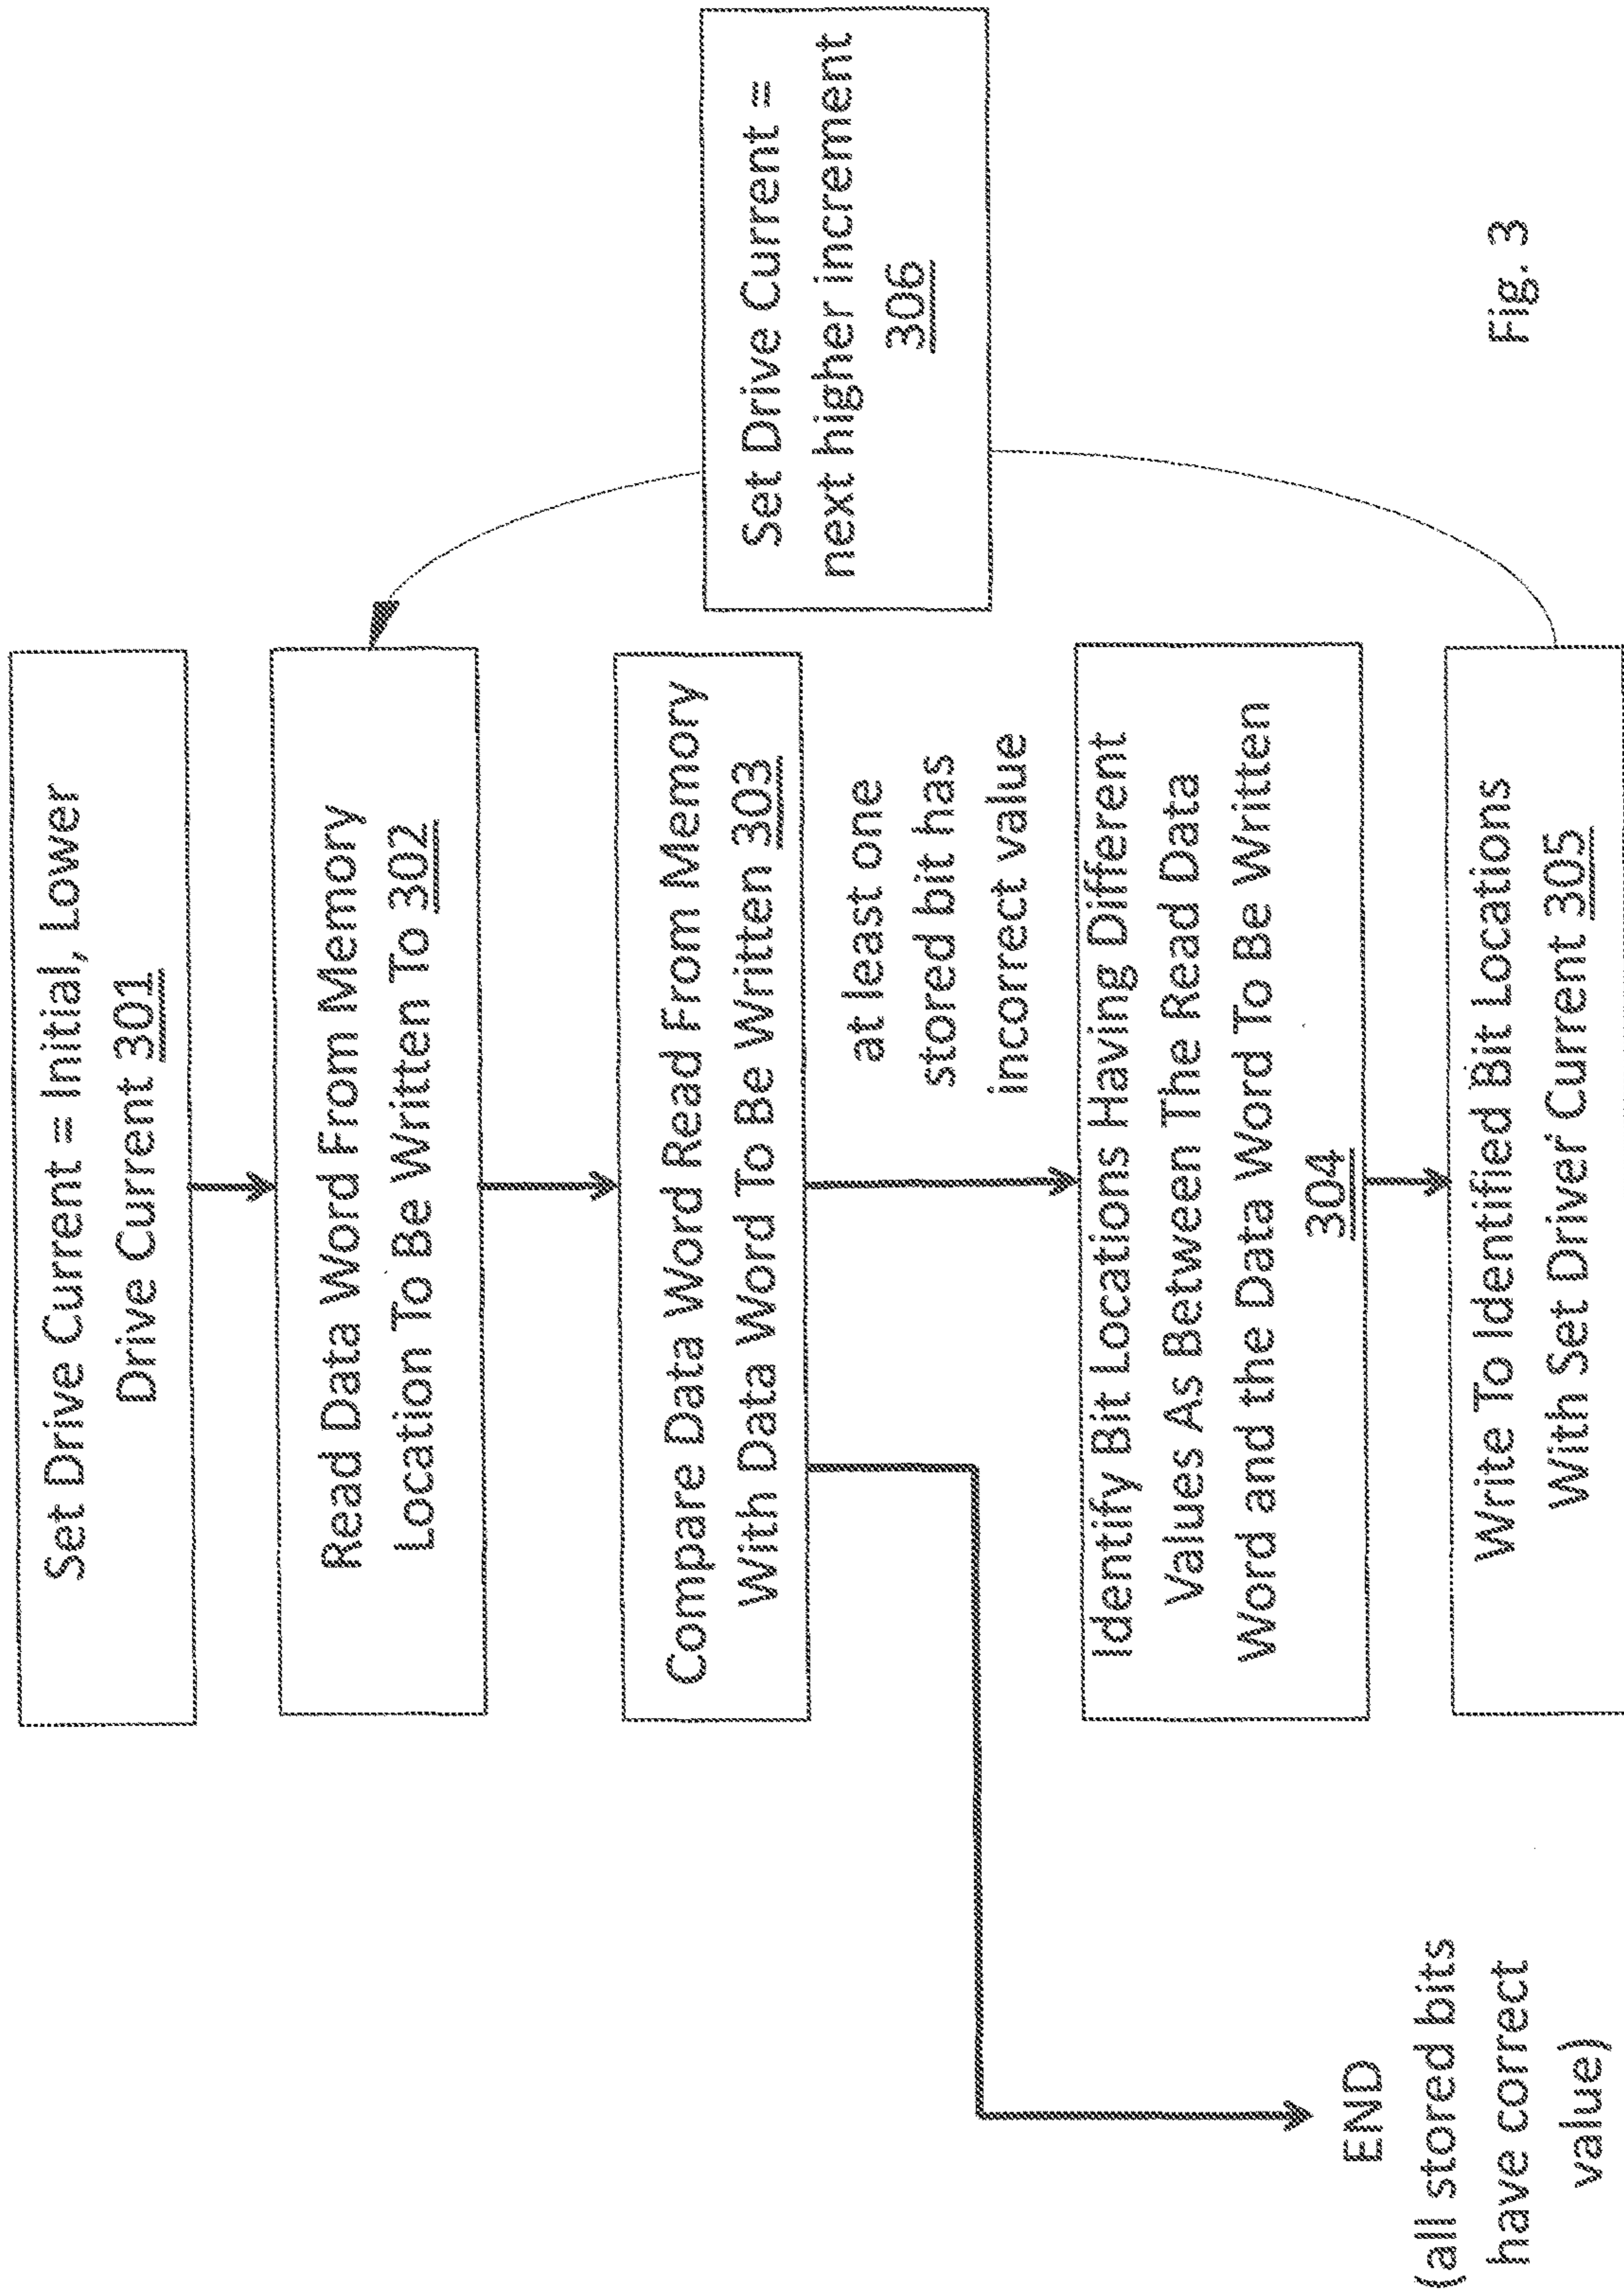 Set Drive Current = Initial, Lower
Drive Current 301
Read Data Word From Memory
Location To Be Written To 302
Compare Data Word Read From Memory
With Data Word To Be Written 303
at least one
stored bit has
incorrect value
Identify Bit Locations Having Different
Values As Between The Read Data
Word and the Data Word To Be Written
304
Write To Identified Bit Locations
With Set Driver Current 305
Set Drive Current =
next higher increment
306
END
(all stored bits
have correct
value)
Fig. 3